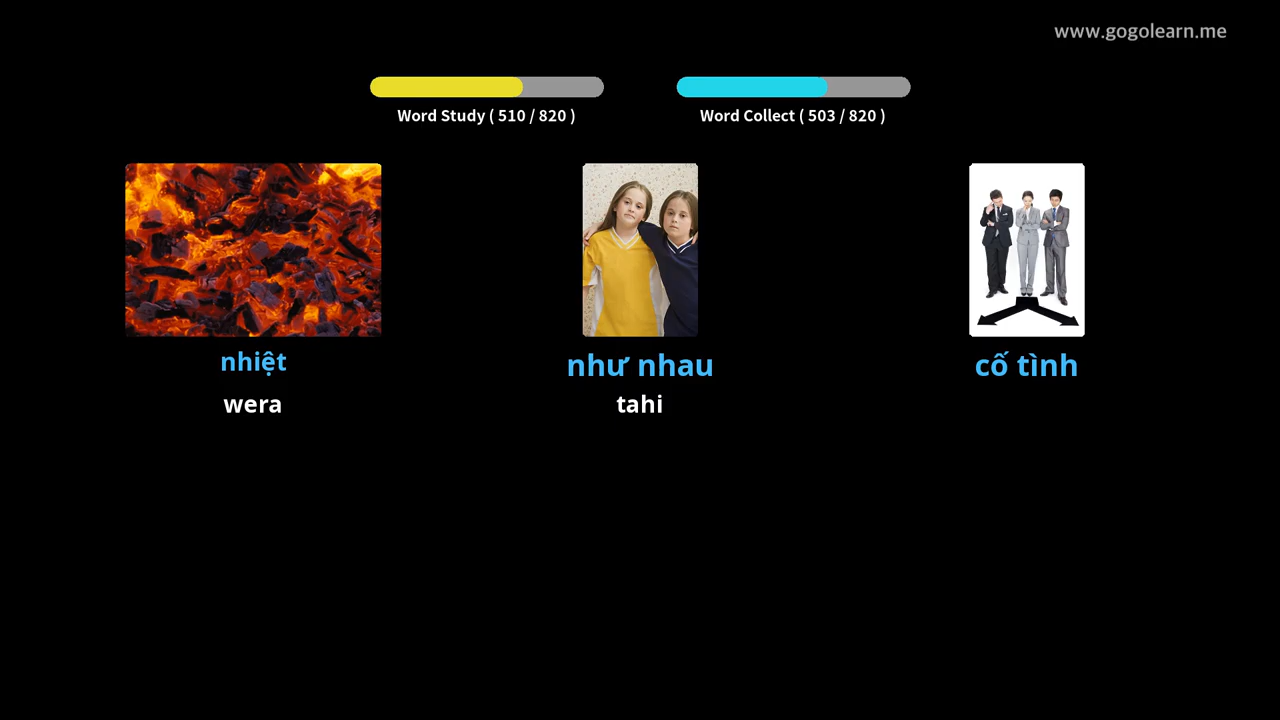 www.gogolearn.me
Word Study ( 510 / 820 )
Word Collect ( 503 / 820 )
nhiệt
như nhau
cố tình
wera
tahi